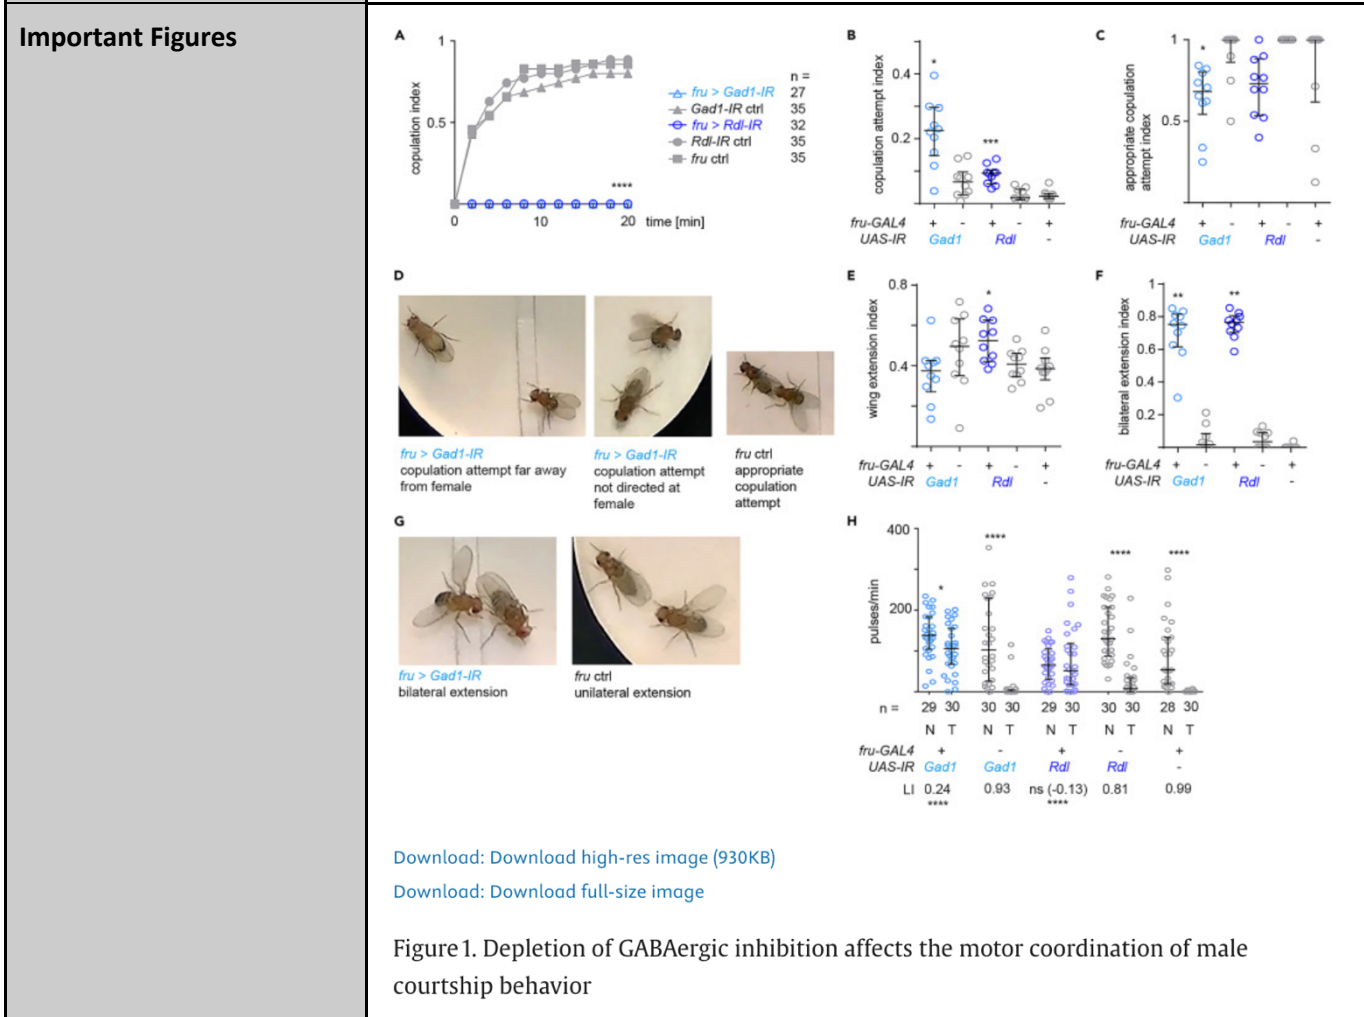 Important Figures
A
1
0.5
copulation index
0
10
20
time [min]
****
n =
fru > Gad1-IR 27
Gad1-IR ctrl 35
fru > Rdl-IR 32
Rdl-IR ctrl 35
fru ctrl 35
B
copulation attempt index
0.4
0.2
*
***
fru-GAL4 + - + - +
UAS-IR Gad1 Rdl -
C
appropriate copulation
attempt index
1
0.5
*
fru-GAL4 + - + - +
UAS-IR Gad1 Rdl -
D
fru > Gad1-IR
copulation attempt far away
from female
fru > Gad1-IR
copulation attempt
not directed at
female
fru ctrl
appropriate
copulation
attempt
E
wing extension index
0.8
0.4
*
fru-GAL4 + - + - +
UAS-IR Gad1 Rdl -
F
bilateral extension index
1
0.8
0.6
0.4
0.2
**
**
fru-GAL4 + - + - +
UAS-IR Gad1 Rdl -
G
fru > Gad1-IR
bilateral extension
fru ctrl
unilateral extension
H
pulses/min
400
200
*
****
****
****
n = 29 30 30 30 29 30 30 30 28 30
N T N T N T N T N T
fru-GAL4 + - + - +
UAS-IR Gad1 Gad1 Rdl Rdl -
LI 0.24 0.93 ns (-0.13) 0.81 0.99
**** ****
Download: Download high-res image (930KB)
Download: Download full-size image
Figure 1. Depletion of GABAergic inhibition affects the motor coordination of male
courtship behavior